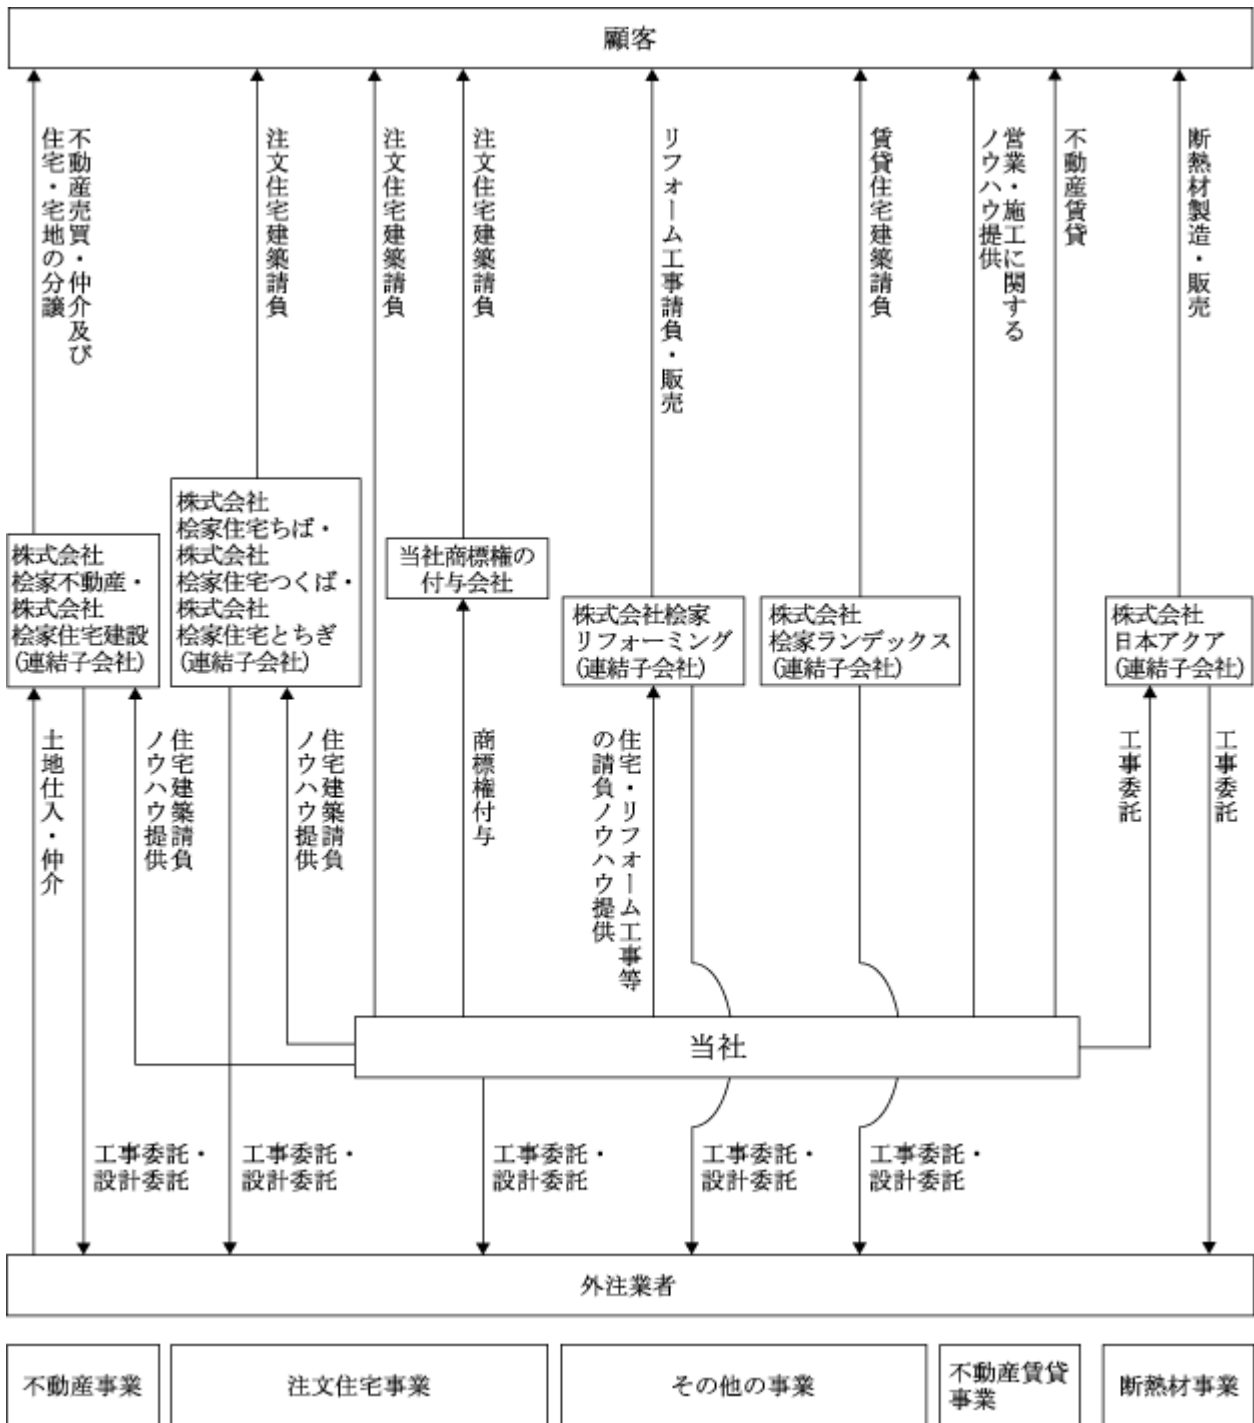 顧客
不動産売買・仲介及び
住宅・宅地の分譲
注文住宅建築請負
注文住宅建築請負
注文住宅建築請負
リフォーム工事請負・販売
賃貸住宅建築請負
営業・施工に関する
ノウハウ提供
不動産賃貸
断熱材製造・販売
株式会社
桧家不動産・
株式会社
桧家住宅建設
(連結子会社)
株式会社
桧家住宅ちば・
株式会社
桧家住宅つくば・
株式会社
桧家住宅とちぎ
(連結子会社)
当社商標権の
付与会社
株式会社桧家
リフォーミング
(連結子会社)
株式会社
桧家ランデックス
(連結子会社)
株式会社
日本アクア
(連結子会社)
土地仕入・仲介
住宅建築請負
ノウハウ提供
住宅建築請負
ノウハウ提供
商標権付与
住宅・リフォーム工事等
の請負ノウハウ提供
工事委託
工事委託
当社
工事委託・
設計委託
工事委託・
設計委託
工事委託・
設計委託
工事委託・
設計委託
工事委託・
設計委託
外注業者
不動産事業
注文住宅事業
その他の事業
不動産賃貸
事業
断熱材事業